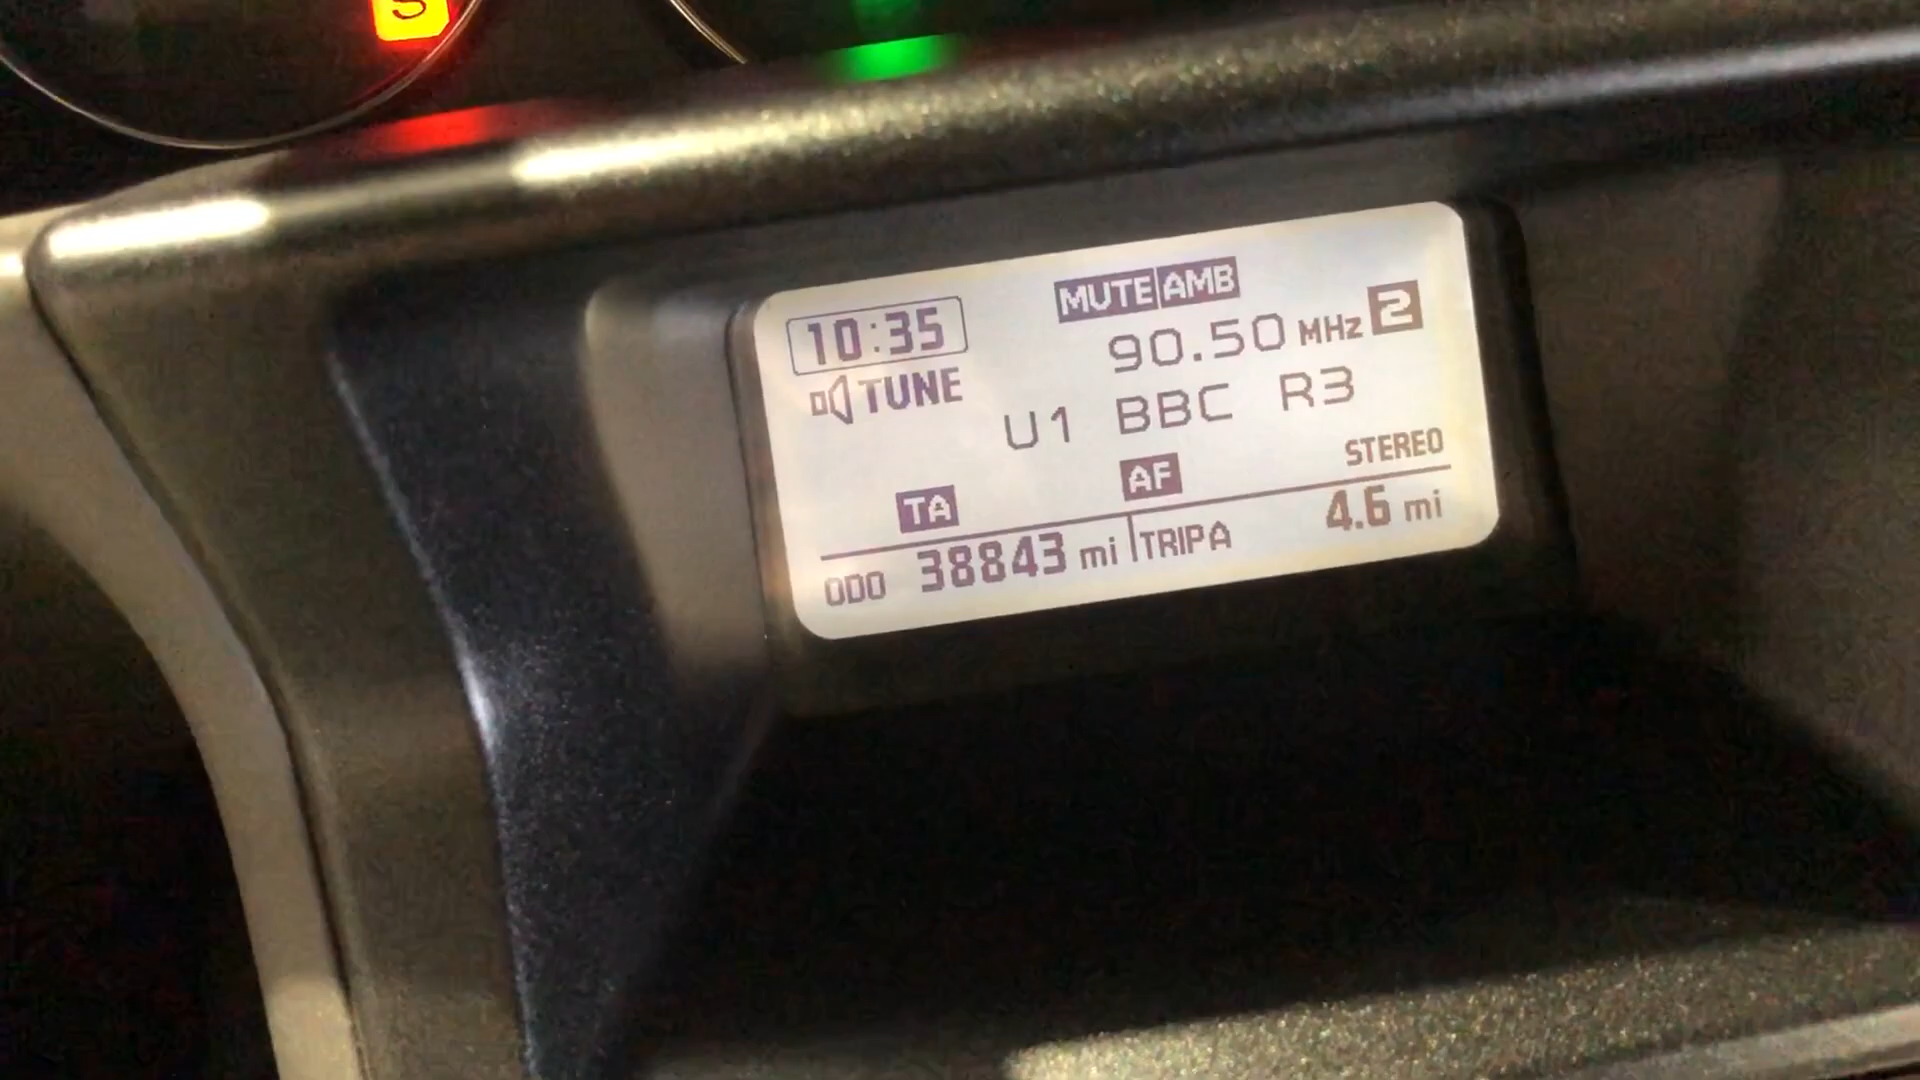 S
MUTE AMB
10:35 90.50 MHz 2
TUNE U1 BBC R3
STEREO
TA AF
ODO 38843 mi TRIP A 4.6 mi